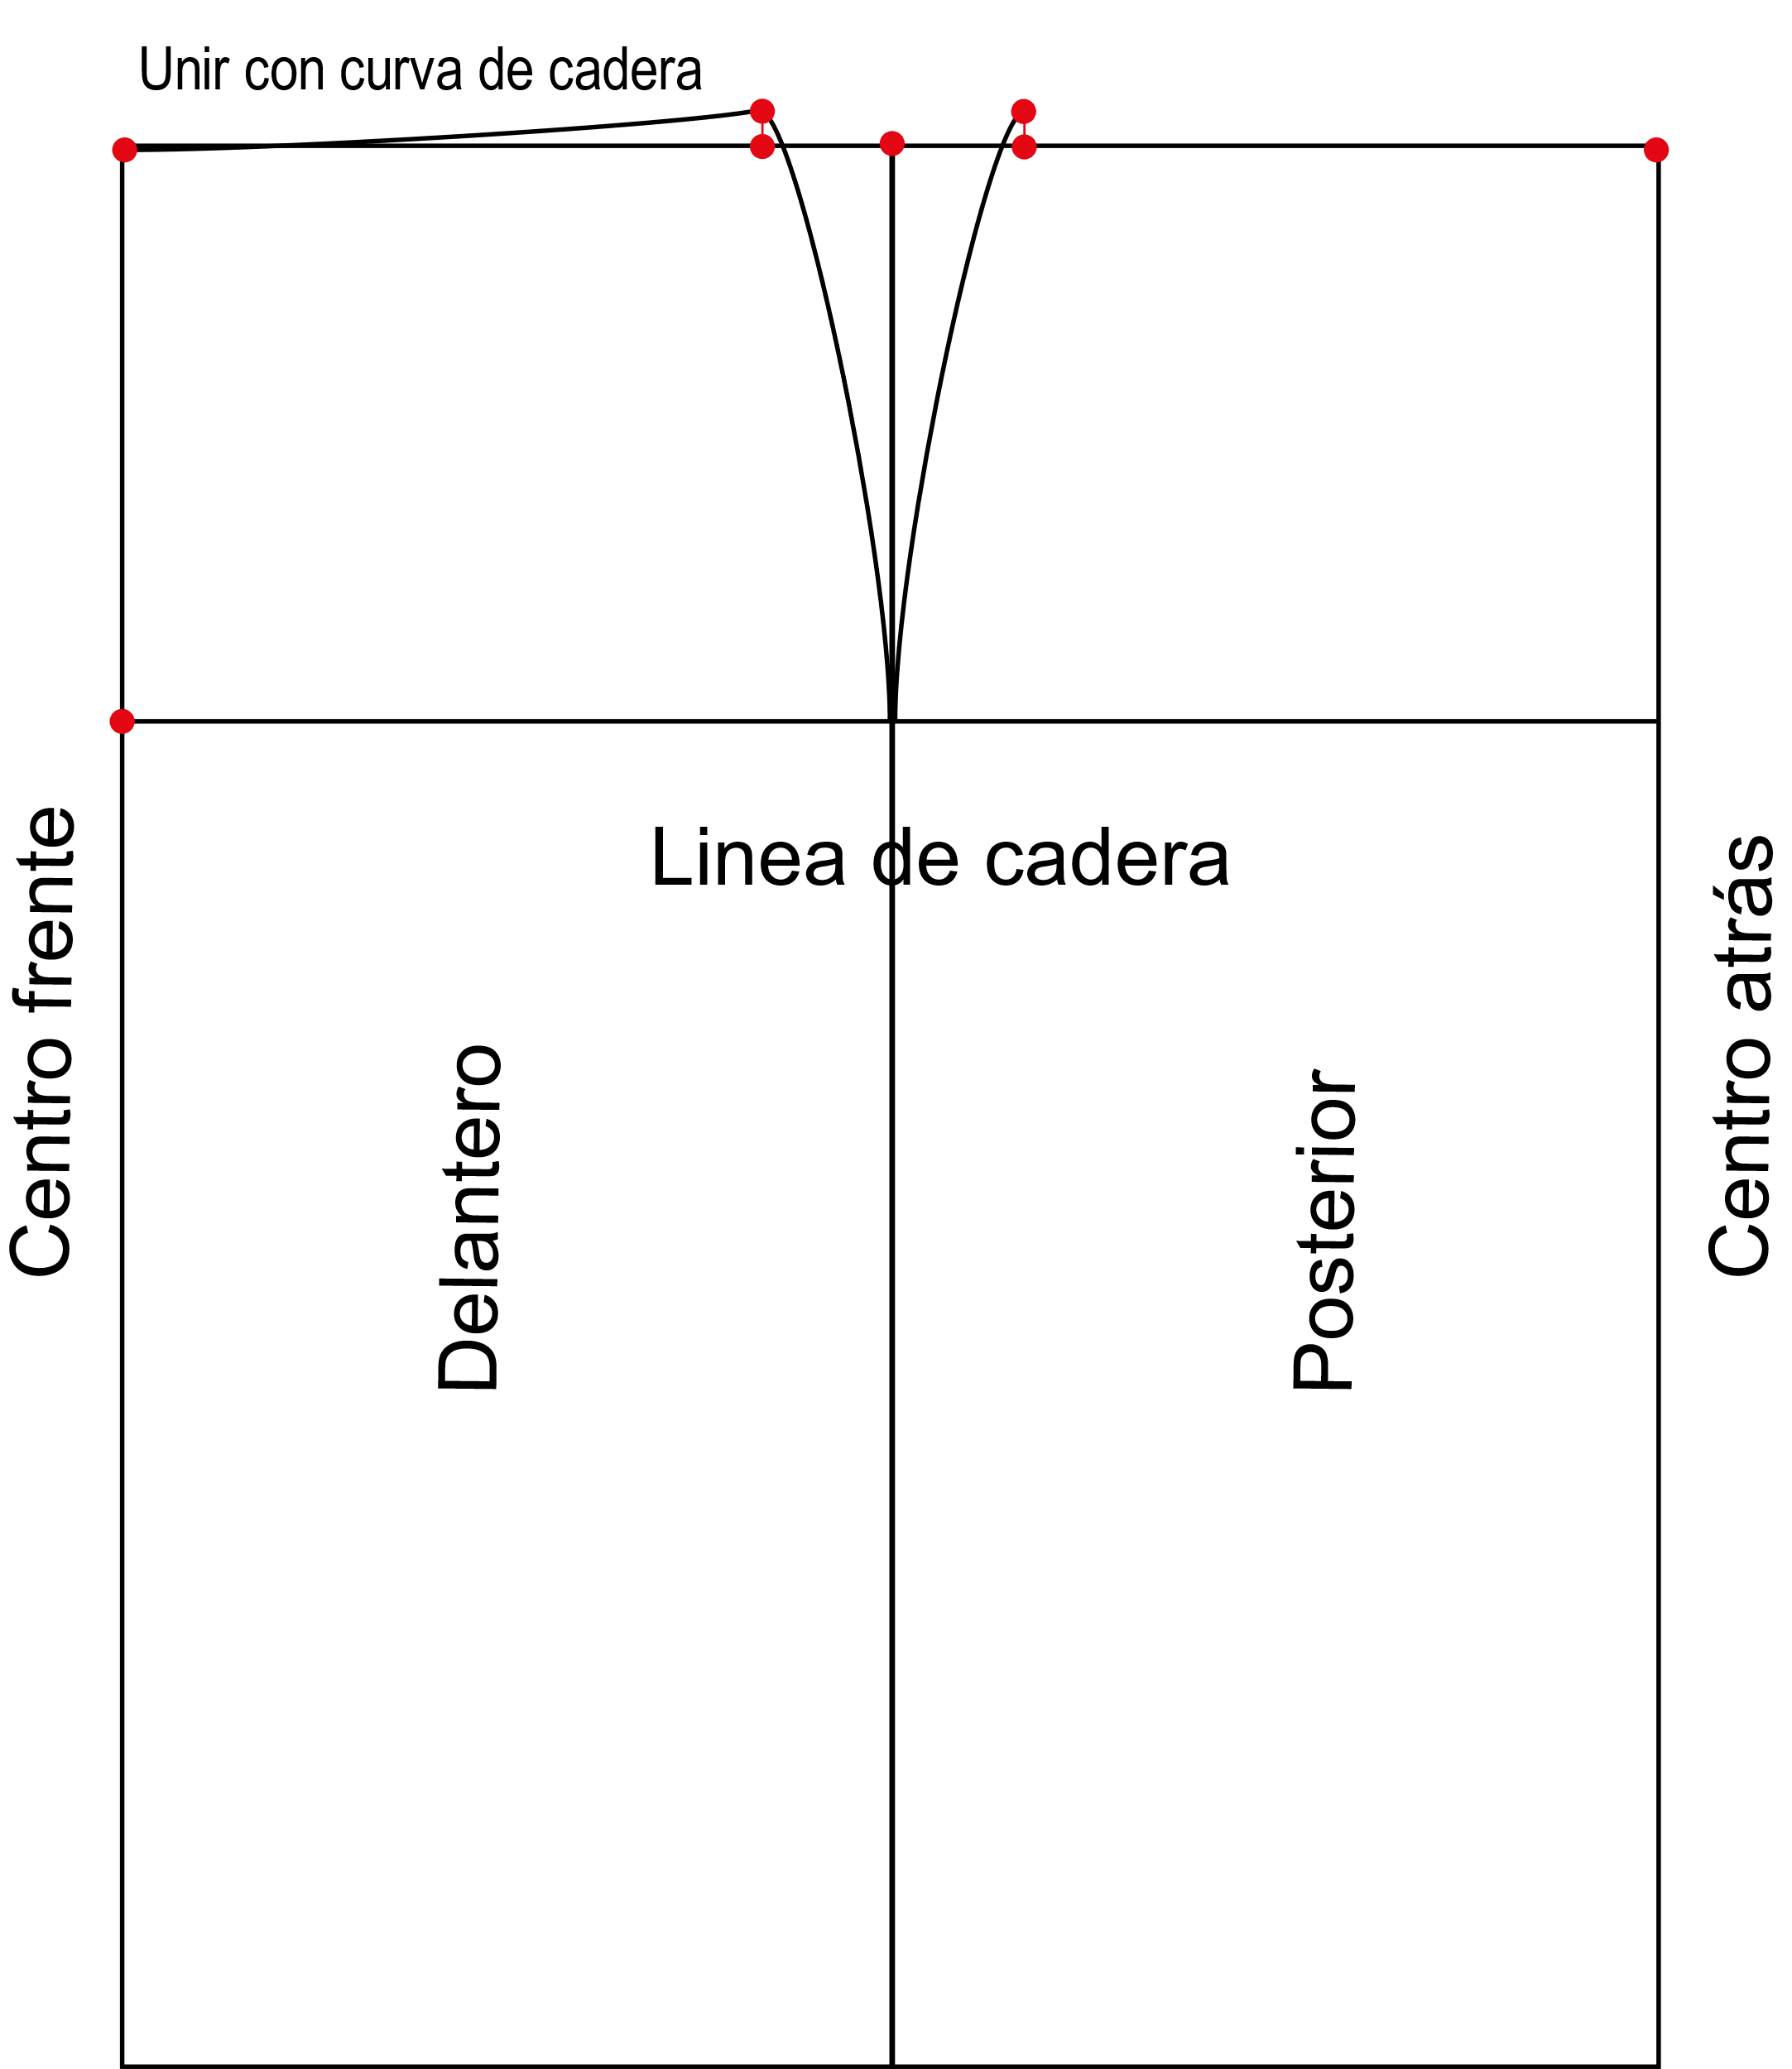 Unir con curva de cadera
Linea de cadera
Centro frente
Delantero
Posterior
Centro atrás